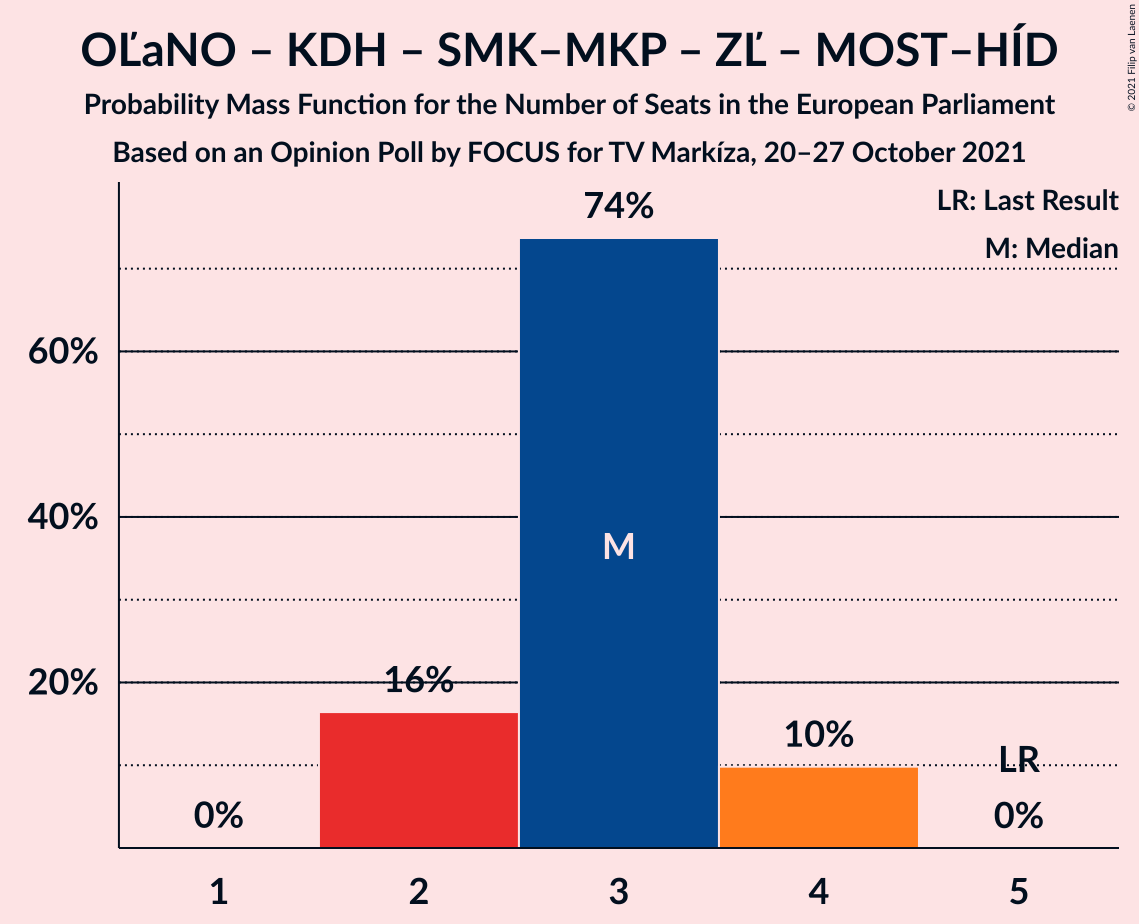 OĽaNO – KDH – SMK–MKP – ZĽ – MOST–HÍD
Probability Mass Function for the Number of Seats in the European Parliament
Based on an Opinion Poll by FOCUS for TV Markíza, 20–27 October 2021
© 2021 Filip van Laenen
LR: Last Result
M: Median
74%
60%
40%
M
20%
16%
10%
LR
0%
0%
1
2
3
4
5